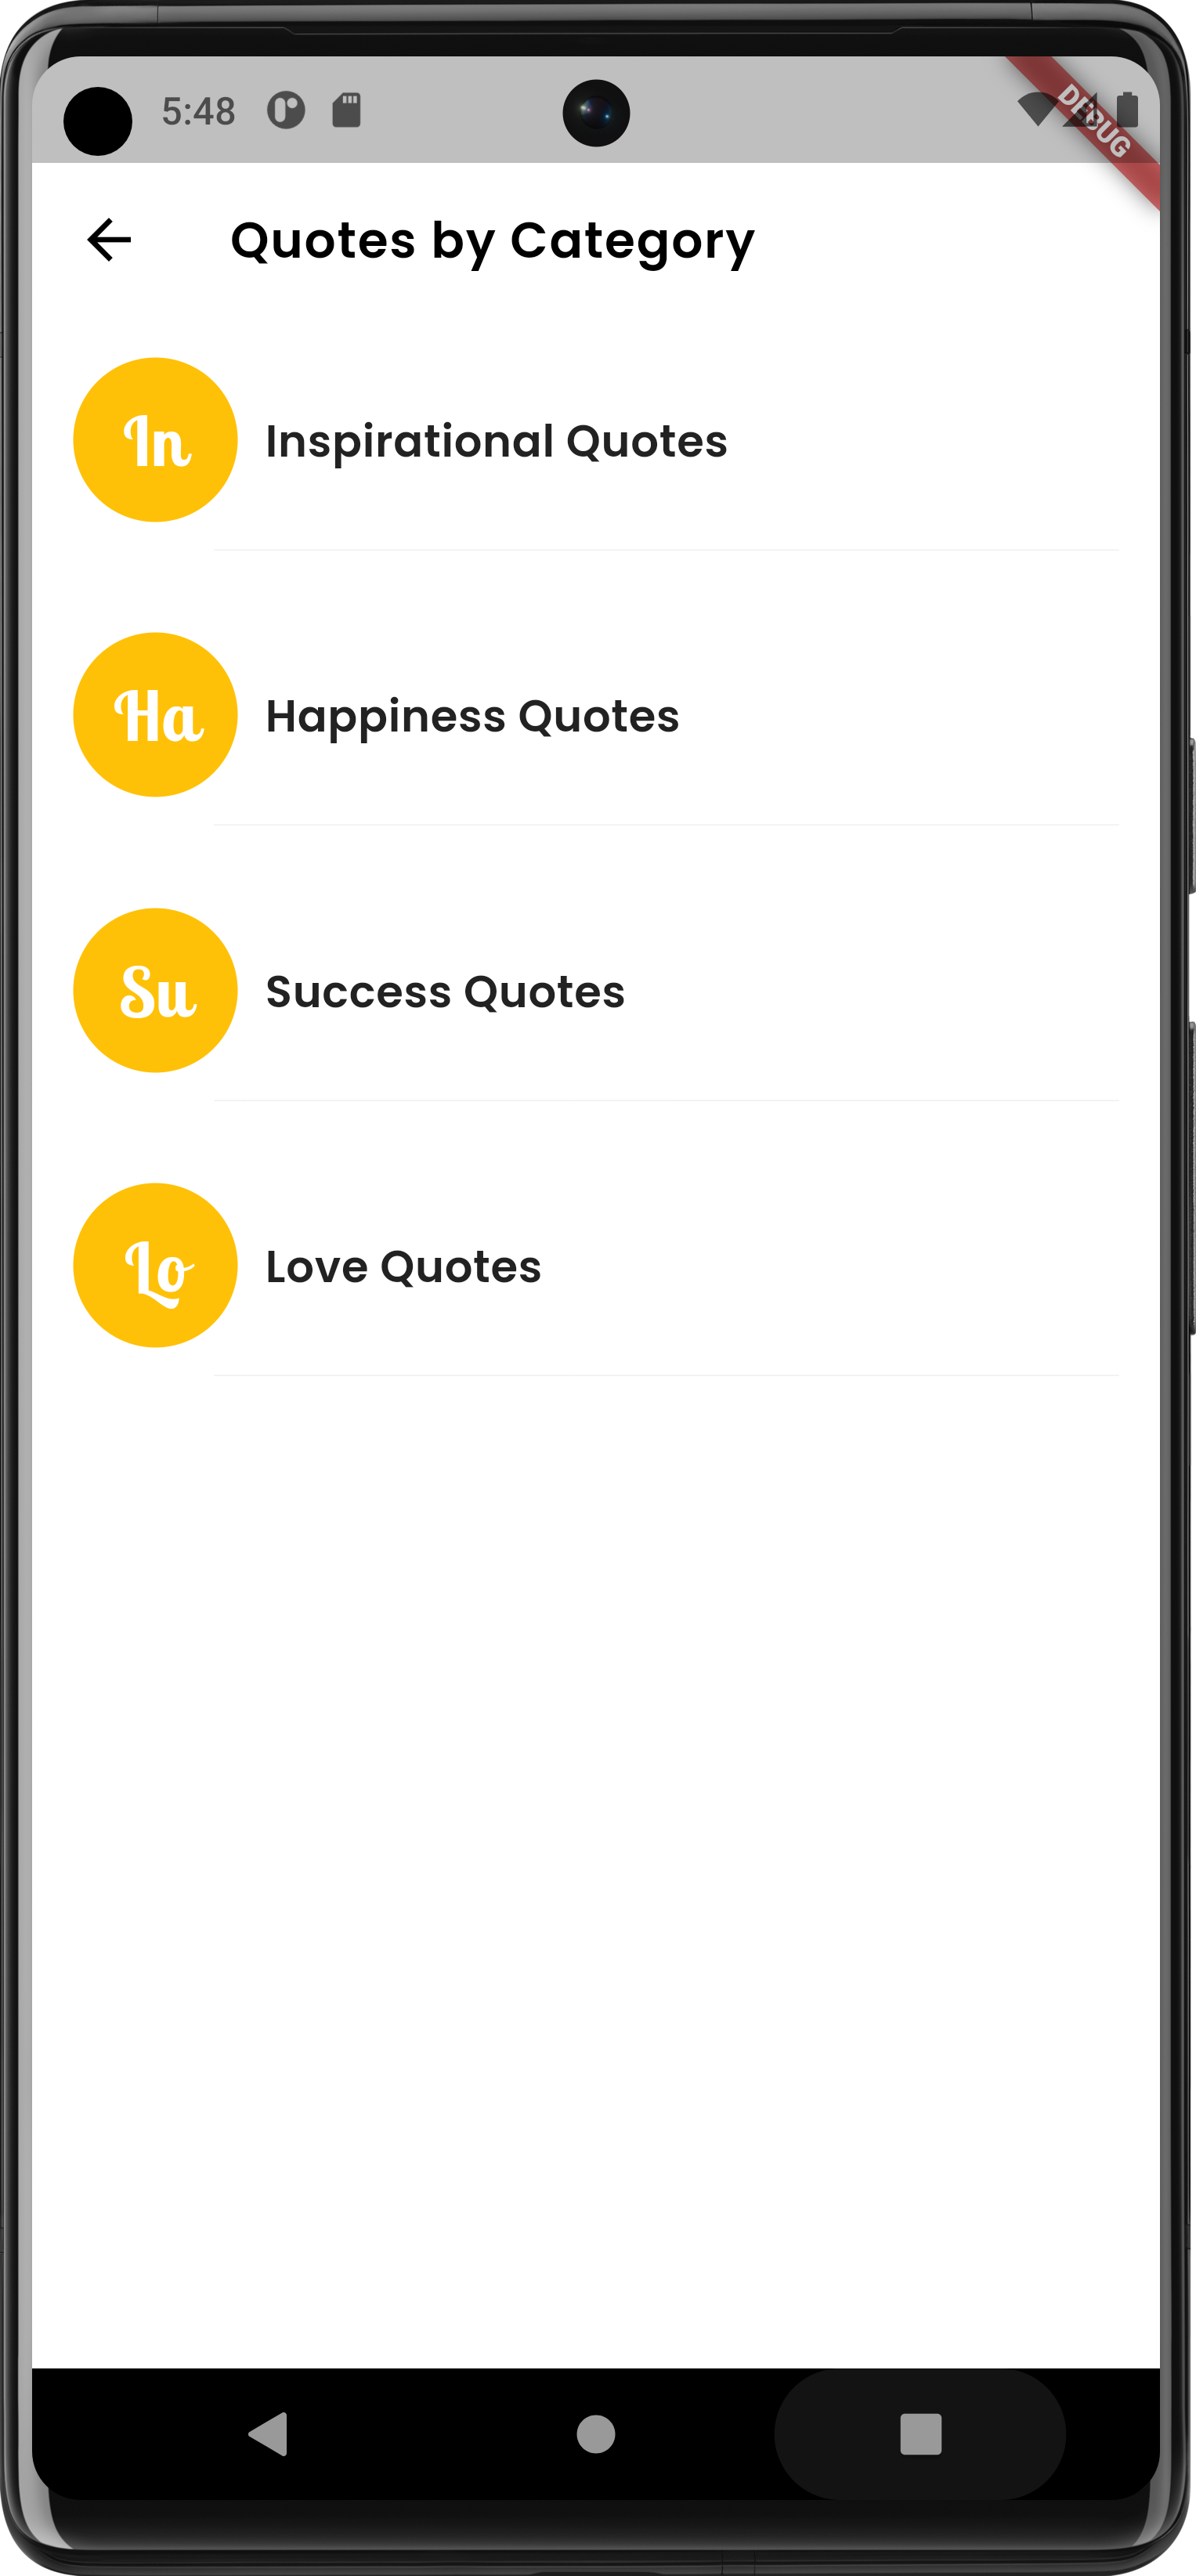 5:48
DEBUG
Quotes by Category
In
Inspirational Quotes
Ha
Happiness Quotes
Su
Success Quotes
Lo
Love Quotes